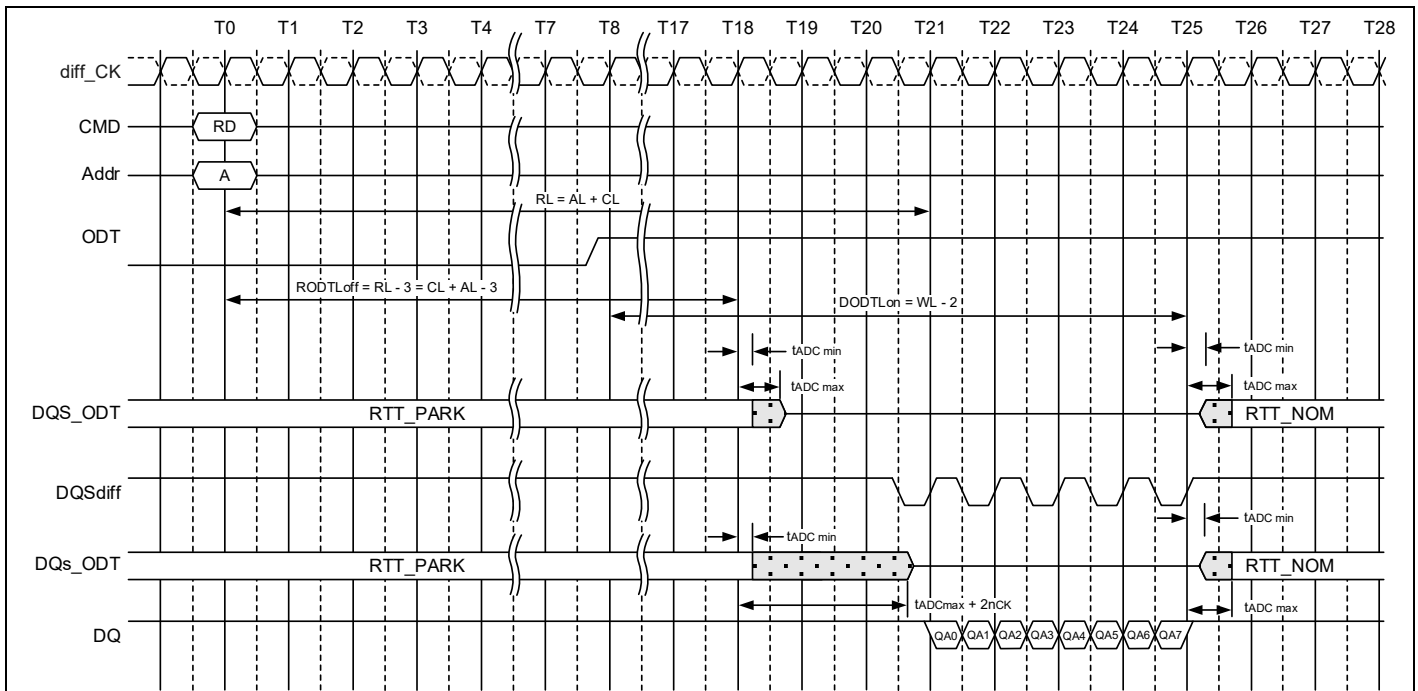 T0 T1 T2 T3 T4 T7 T8 T17 T18 T19 T20 T21 T22 T23 T24 T25 T26 T27 T28
diff_CK
CMD RD
Addr A
RL = AL + CL
ODT
RODTLoff = RL - 3 = CL + AL - 3
DODTLon = WL - 2
tADC min tADC min
tADC max tADC max
DQS_ODT RTT_PARK RTT_NOM
DQSdiff
tADC min
tADC min
DQs_ODT RTT_PARK RTT_NOM
tADCmax + 2nCK tADC max
DQ QA0 QA1 QA2 QA3 QA4 QA5 QA6 QA7